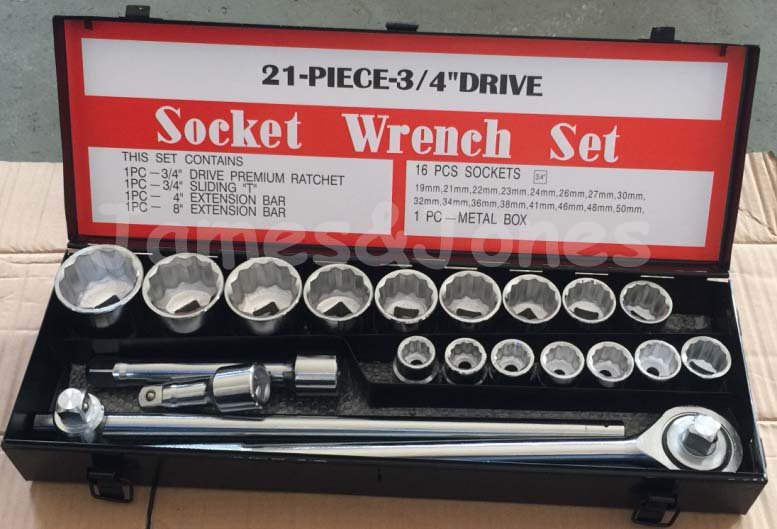 21-PIECE-3/4"DRIVE
Socket Wrench Set
THIS SET CONTAINS
1PC—3/4" DRIVE PREMIUM RATCHET
1PC—3/4" SLIDING "T"
1PC— 4" EXTENSION BAR
1PC— 8" EXTENSION BAR
16 PCS SOCKETS 3/4"
19mm,21mm,22mm,23mm,24mm,26mm,27mm,30mm,
32mm,34mm,36mm,38mm,41mm,46mm,48mm,50mm,
1 PC—METAL BOX
James&Jones